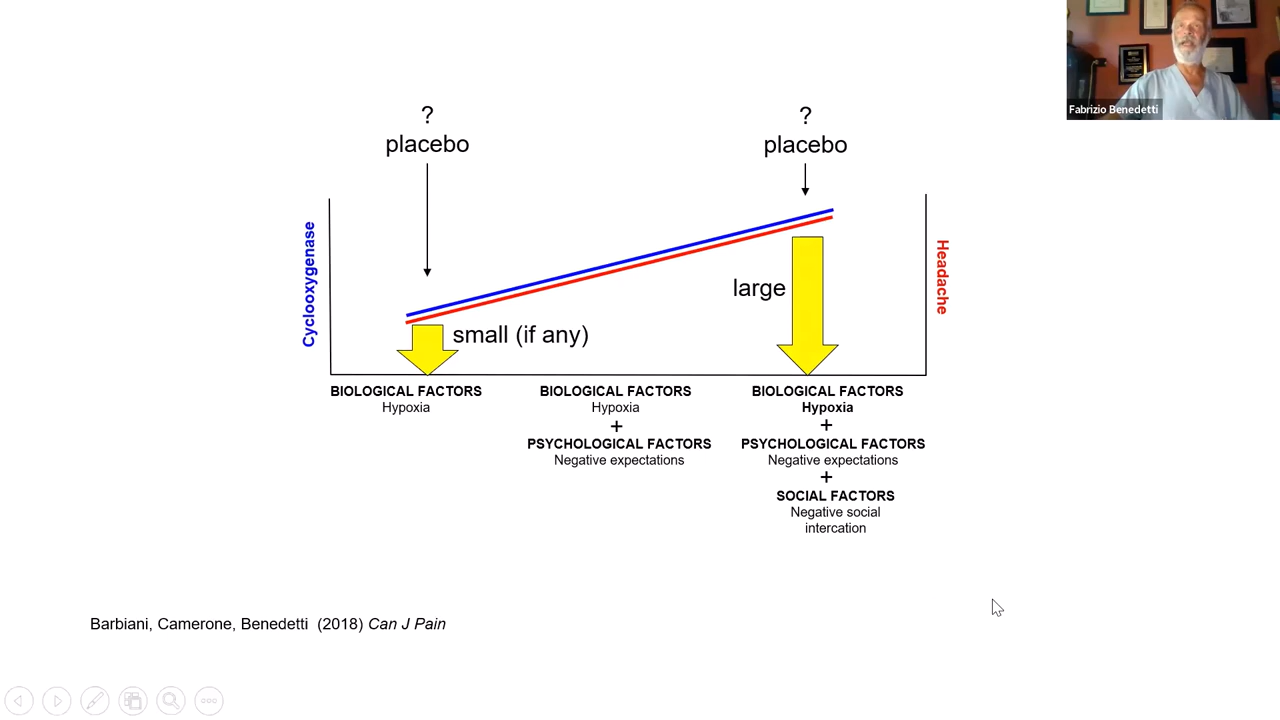 Fabrizio Benedetti
?
placebo
?
placebo
Cyclooxygenase
Headache
large
small (if any)
BIOLOGICAL FACTORS
Hypoxia
BIOLOGICAL FACTORS
Hypoxia
+
PSYCHOLOGICAL FACTORS
Negative expectations
BIOLOGICAL FACTORS
Hypoxia
+
PSYCHOLOGICAL FACTORS
Negative expectations
+
SOCIAL FACTORS
Negative social
intercation
Barbiani, Camerone, Benedetti (2018) Can J Pain